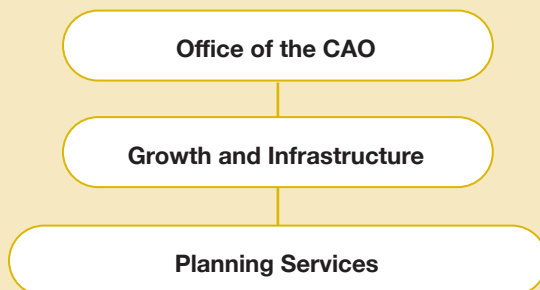 Office of the CAO
Growth and Infrastructure
Planning Services